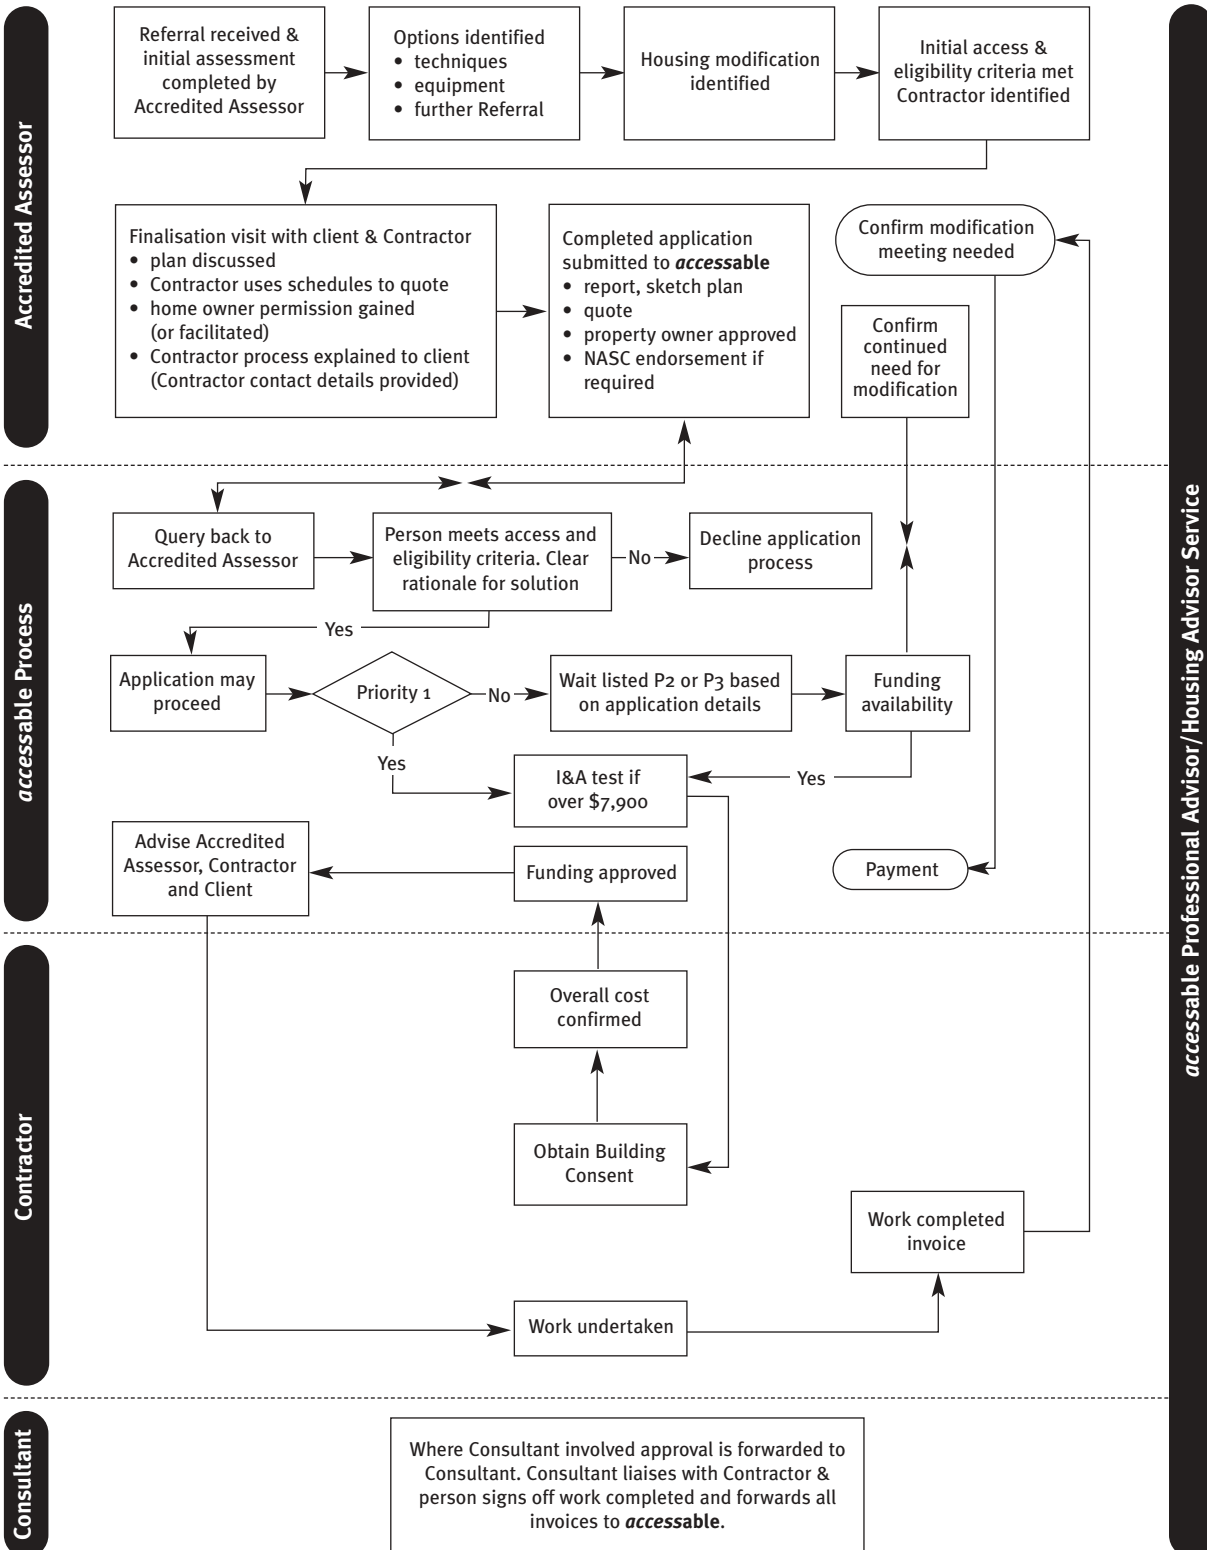 Accredited Assessor
Referral received &
initial assessment
completed by
Accredited Assessor
Options identified
• techniques
• equipment
• further Referral
Housing modification
identified
Initial access &
eligibility criteria met
Contractor identified
Finalisation visit with client & Contractor
• plan discussed
• Contractor uses schedules to quote
• home owner permission gained
(or facilitated)
• Contractor process explained to client
(Contractor contact details provided)
Completed application
submitted to accessable
• report, sketch plan
• quote
• property owner approved
• NASC endorsement if
required
Confirm modification
meeting needed
Confirm
continued
need for
modification
accessable Process
Query back to
Accredited Assessor
Person meets access and
eligibility criteria. Clear
rationale for solution
No
Decline application
process
Yes
Application may
proceed
Priority 1
No
Wait listed P2 or P3 based
on application details
Funding
availability
Yes
I&A test if
over $7,900
Yes
Advise Accredited
Assessor, Contractor
and Client
Funding approved
Payment
Contractor
Overall cost
confirmed
Obtain Building
Consent
Work completed
invoice
Work undertaken
Consultant
Where Consultant involved approval is forwarded to
Consultant. Consultant liaises with Contractor &
person signs off work completed and forwards all
invoices to accessable.
accessable Professional Advisor/Housing Advisor Service